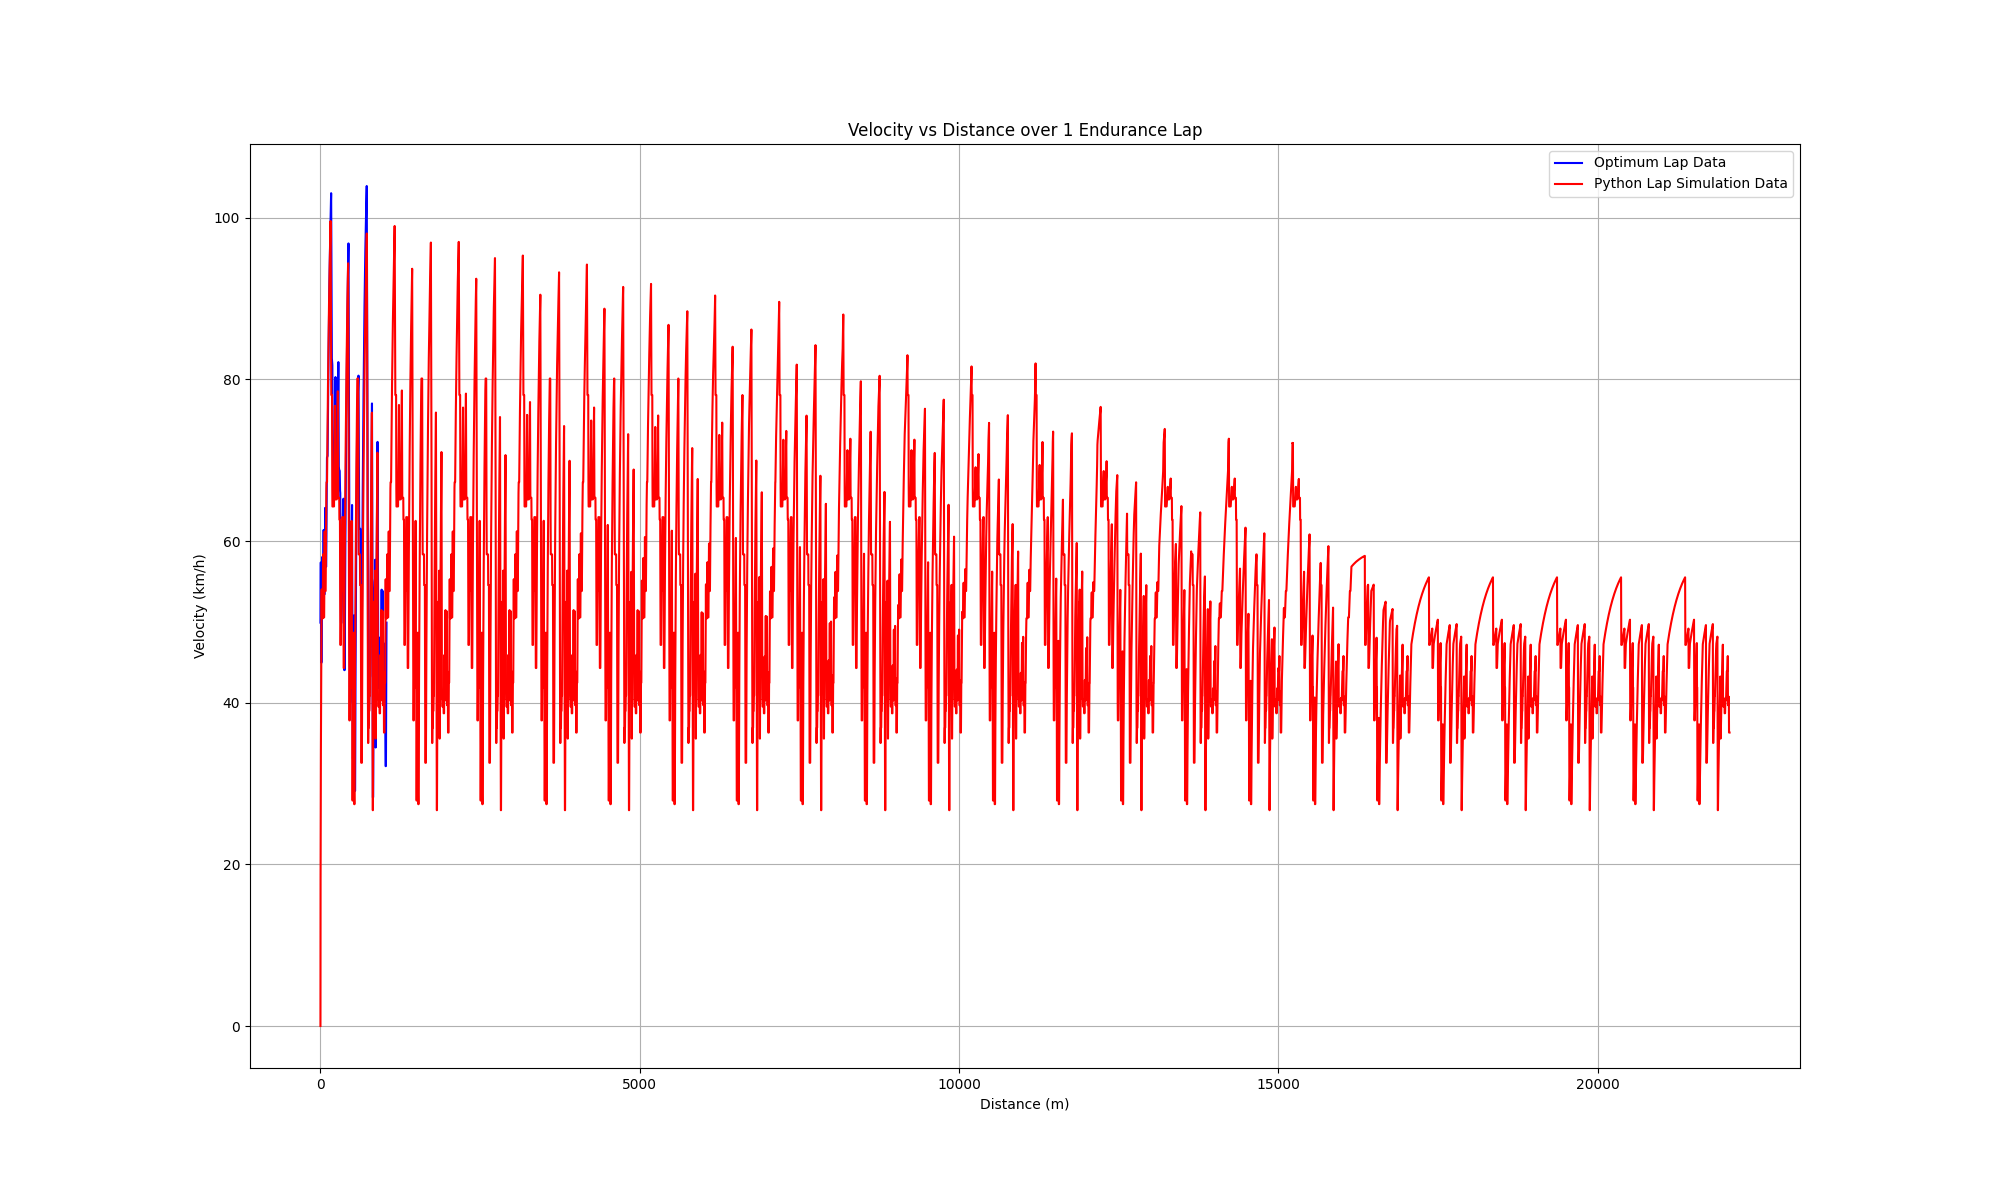 Velocity vs Distance over 1 Endurance Lap
Optimum Lap Data
Python Lap Simulation Data
Velocity (km/h)
100
80
60
40
20
0
0 5000 10000 15000 20000
Distance (m)